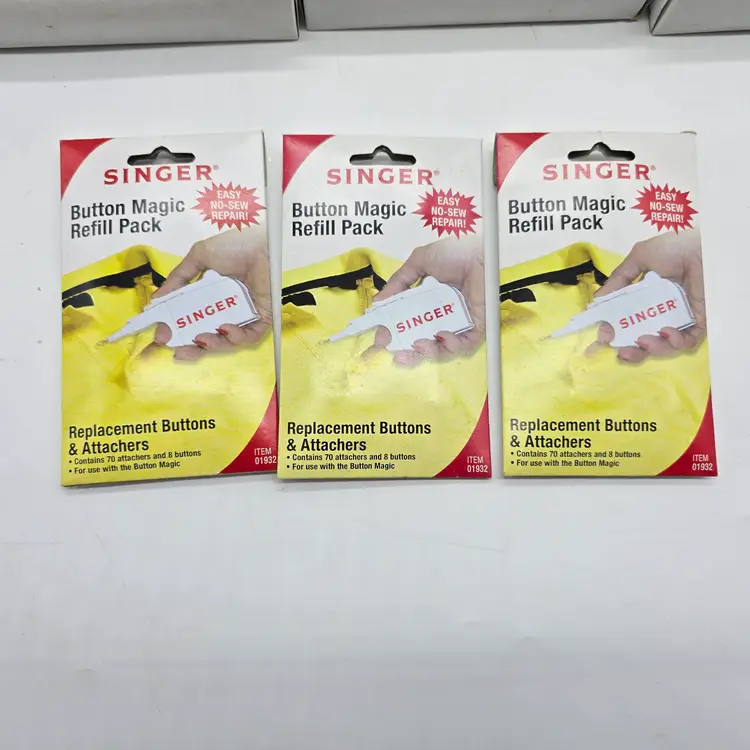 SINGER®
EASY
NO-SEW
REPAIR!
Button Magic
Refill Pack
SINGER®
Replacement Buttons
& Attachers
• Contains 70 attachers and 8 buttons
• For use with the Button Magic
ITEM
01932
SINGER®
EASY
NO-SEW
REPAIR!
Button Magic
Refill Pack
SINGER®
Replacement Buttons
& Attachers
• Contains 70 attachers and 8 buttons
• For use with the Button Magic
ITEM
01932
SINGER®
EASY
NO-SEW
REPAIR!
Button Magic
Refill Pack
SINGER®
Replacement Buttons
& Attachers
• Contains 70 attachers and 8 buttons
• For use with the Button Magic
ITEM
01932